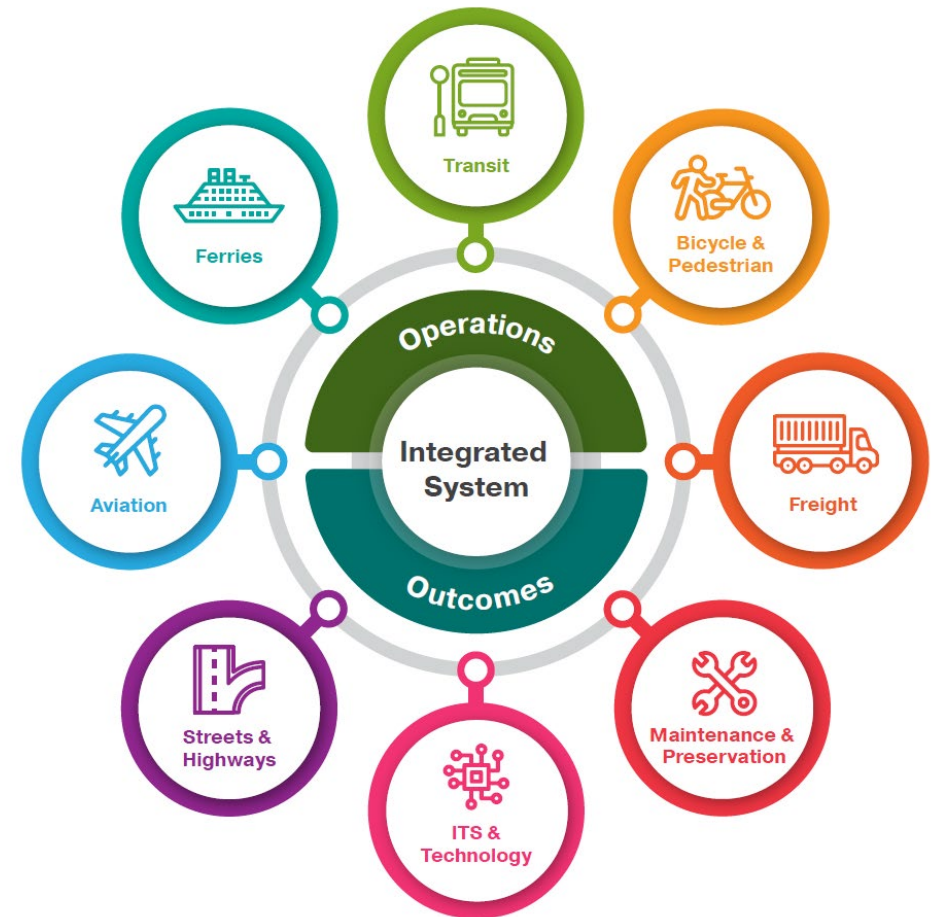 Transit
Bicycle &
Pedestrian
Ferries
Operations
Integrated
System
Outcomes
Aviation
Freight
Streets &
Highways
Maintenance &
Preservation
ITS &
Technology